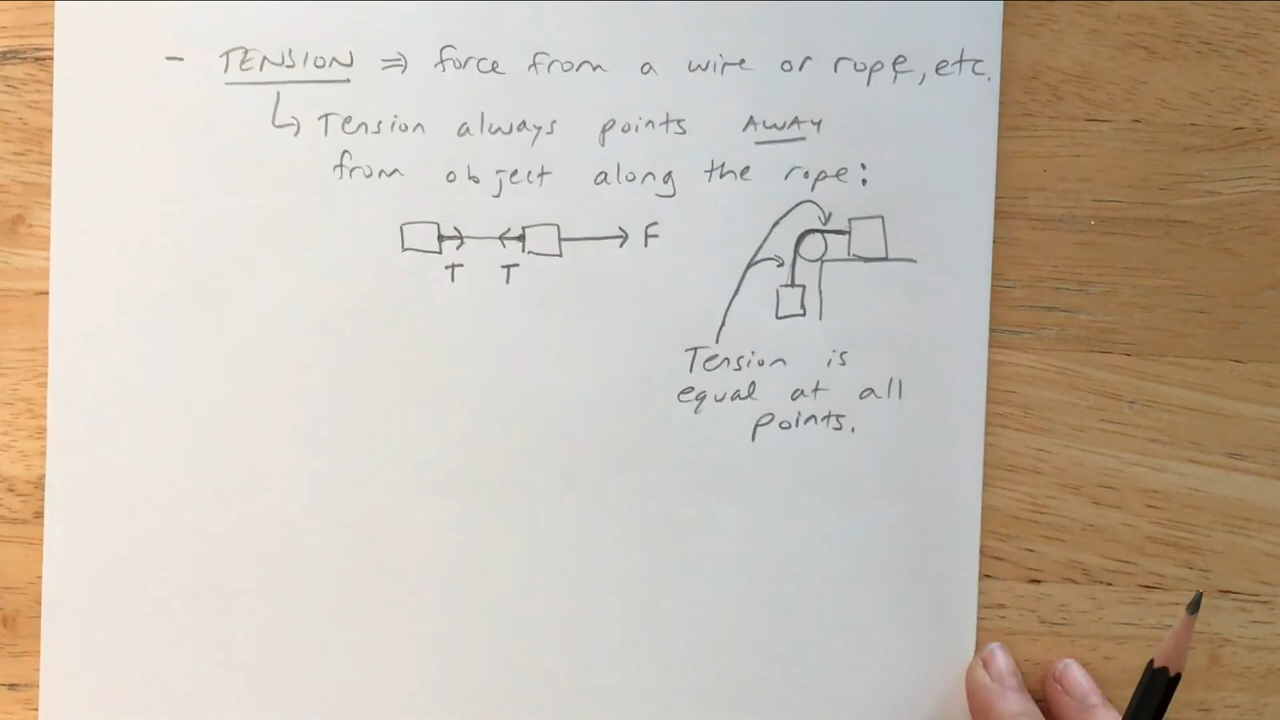 - TENSION ⇒ force from a wire or rope, etc.
↳ Tension always points AWAY
from object along the rope:
F
T T
Tension is
equal at all
points.